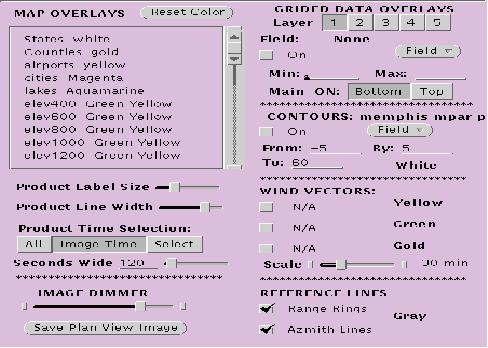 MAP OVERLAYS
Reset Color
States white
Counties gold
airports yellow
cities Magenta
lakes Aquamarine
elev400 Green Yellow
elev600 Green Yellow
elev800 Green Yellow
elev1000 Green Yellow
elev1200 Green Yellow
Product Label Size
Product Line Width
Product Time Selection:
All Image Time Select
Seconds Wide 120
********************************
IMAGE DIMMER
Save Plan View Image
GRIDED DATA OVERLAYS
Layer 1 2 3 4 5
Field: None
On Field
Min: Max:
Main ON: Bottom Top
********************************
CONTOURS: memphis mpar p
On Field
From: -5 By: 5
To: 60 White
********************************
WIND VECTORS:
N/A Yellow
N/A Green
N/A Gold
Scale 30 min
********************************
REFERENCE LINES
Range Rings
Gray
Azmith Lines